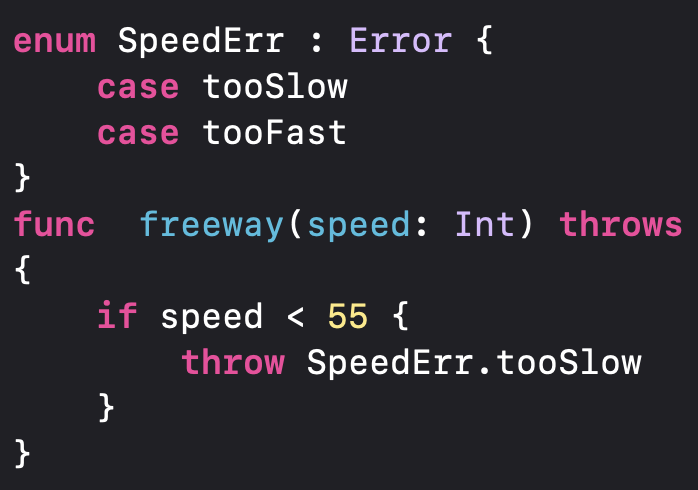 enum SpeedErr : Error {
    case tooSlow
    case tooFast
}
func  freeway(speed: Int) throws
{
    if speed < 55 {
        throw SpeedErr.tooSlow
    }
}